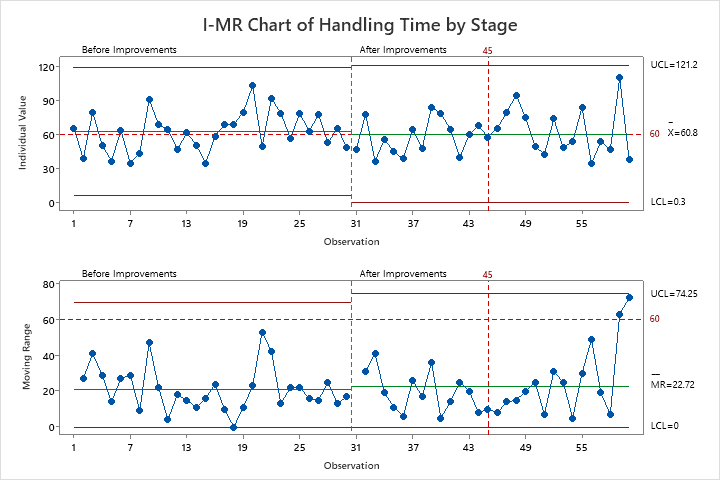 I-MR Chart of Handling Time by Stage
Before Improvements
After Improvements
45
120
90
60
30
0
Individual Value
UCL=121.2
60
X=60.8
LCL=0.3
1
7
13
19
25
31
37
43
49
55
Observation
Before Improvements
After Improvements
45
80
60
40
20
0
Moving Range
UCL=74.25
60
MR=22.72
LCL=0
1
7
13
19
25
31
37
43
49
55
Observation